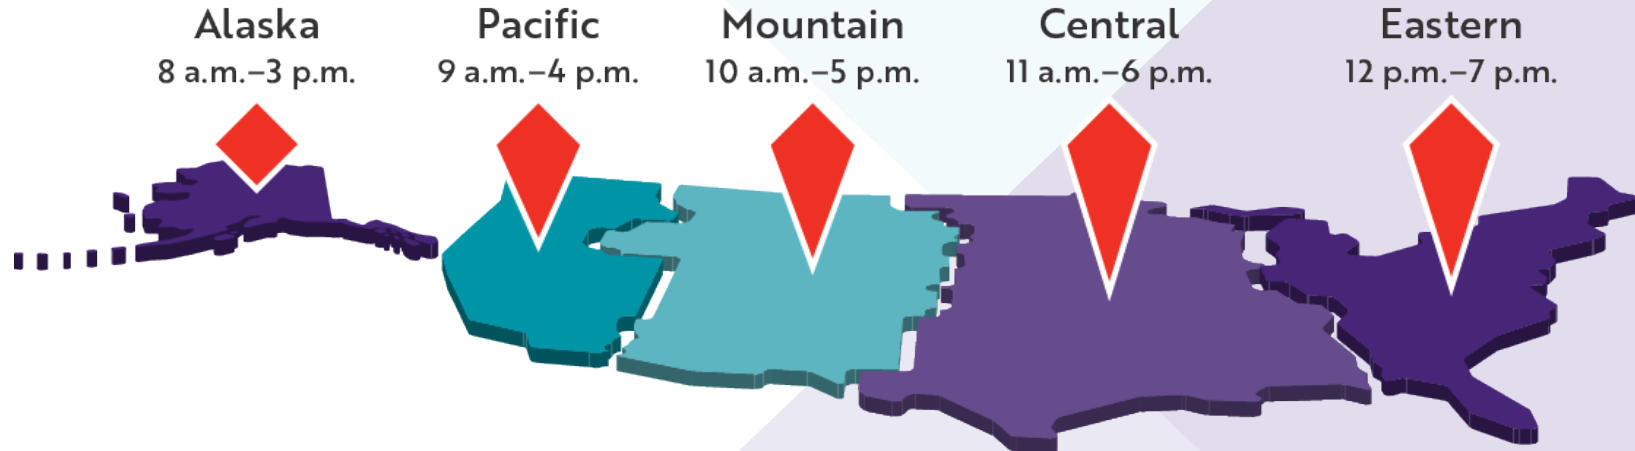 Alaska
8 a.m.–3 p.m.
Pacific
9 a.m.–4 p.m.
Mountain
10 a.m.–5 p.m.
Central
11 a.m.–6 p.m.
Eastern
12 p.m.–7 p.m.